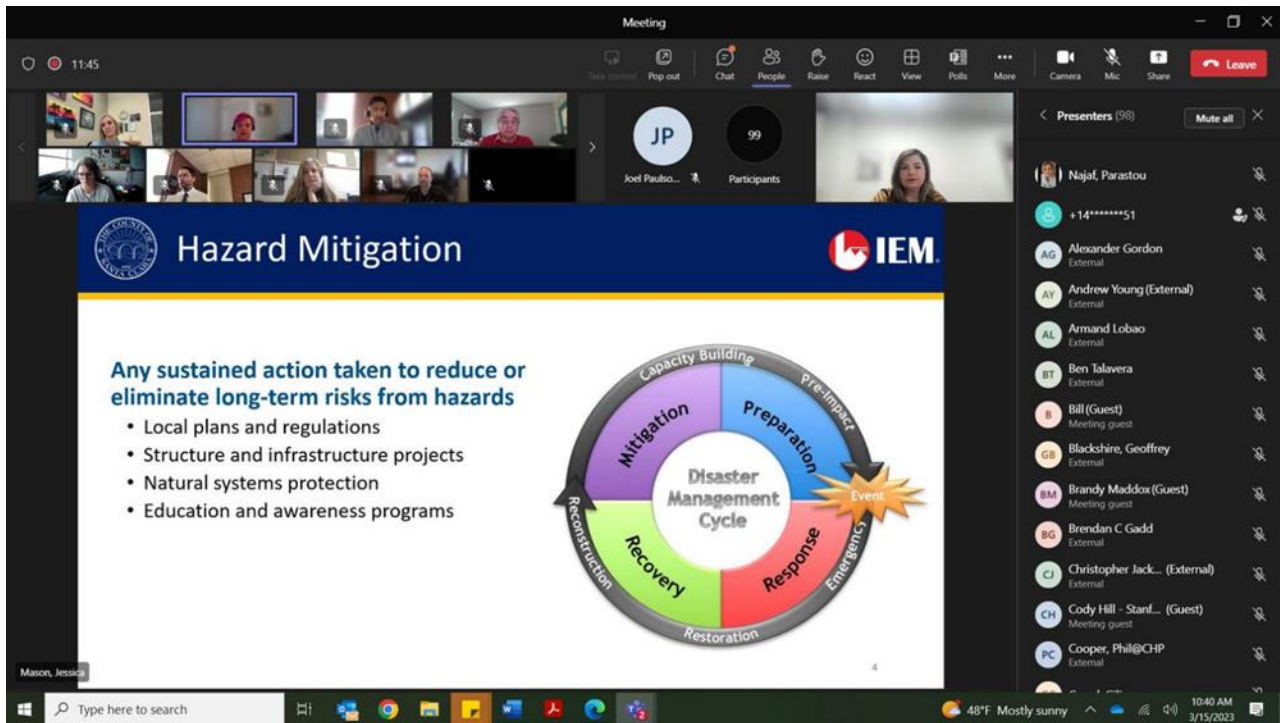 Meeting
11:45
Take control
Pop out
Chat
People
Raise
React
View
Polls
More
Camera
Mic
Share
Leave
JP
Joel Paulso...
99
Participants
Presenters (98)
Mute all
Najaf, Parastou
+14*******51
AG
Alexander Gordon
External
AY
Andrew Young (External)
External
AL
Armand Lobao
External
BT
Ben Talavera
External
B
Bill (Guest)
Meeting guest
GB
Blackshire, Geoffrey
External
BM
Brandy Maddox (Guest)
Meeting guest
BG
Brendan C Gadd
External
CJ
Christopher Jack... (External)
External
CH
Cody Hill - Stanf... (Guest)
Meeting guest
PC
Cooper, Phil@CHP
External
THE COUNTY OF
SANTA CLARA
Hazard Mitigation
IEM.
Any sustained action taken to reduce or
eliminate long-term risks from hazards
• Local plans and regulations
• Structure and infrastructure projects
• Natural systems protection
• Education and awareness programs
Capacity Building
Pre-Impact
Mitigation
Preparation
Disaster
Management
Cycle
Event
Reconstruction
Recovery
Response
Emergency
Restoration
4
Mason, Jessica
Type here to search
48°F Mostly sunny
10:40 AM
3/15/2023